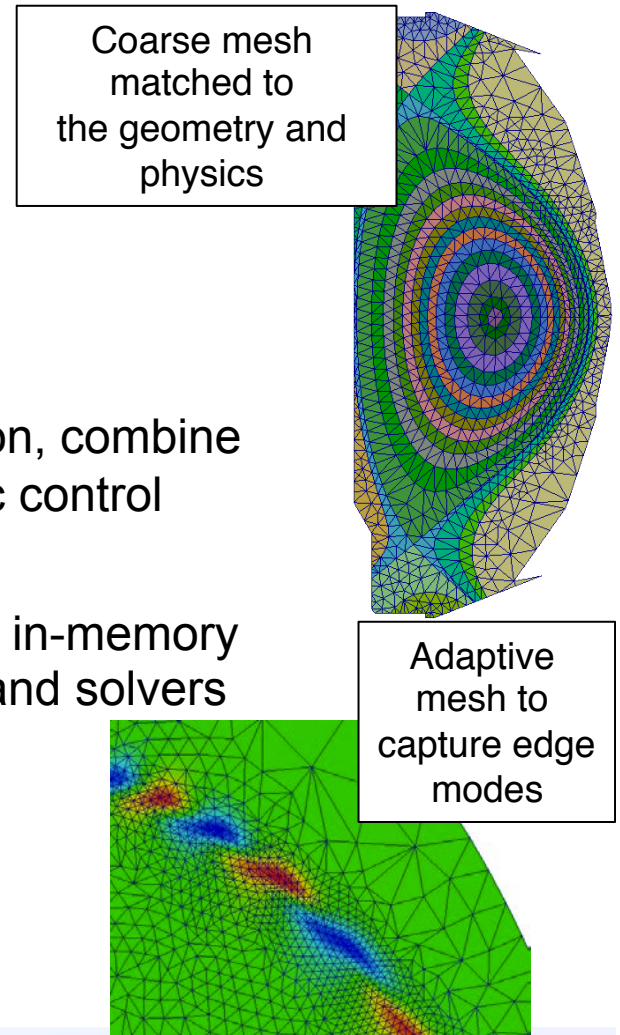 Coarse mesh
matched to
the geometry and
physics
on, combine
c control
in-memory
and solvers
Adaptive
mesh to
capture edge
modes